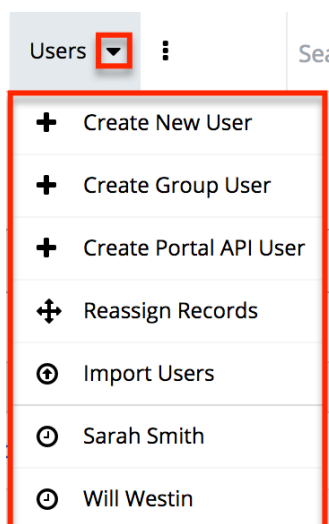 Users
Create New User
Create Group User
Create Portal API User
Reassign Records
Import Users
Sarah Smith
Will Westin